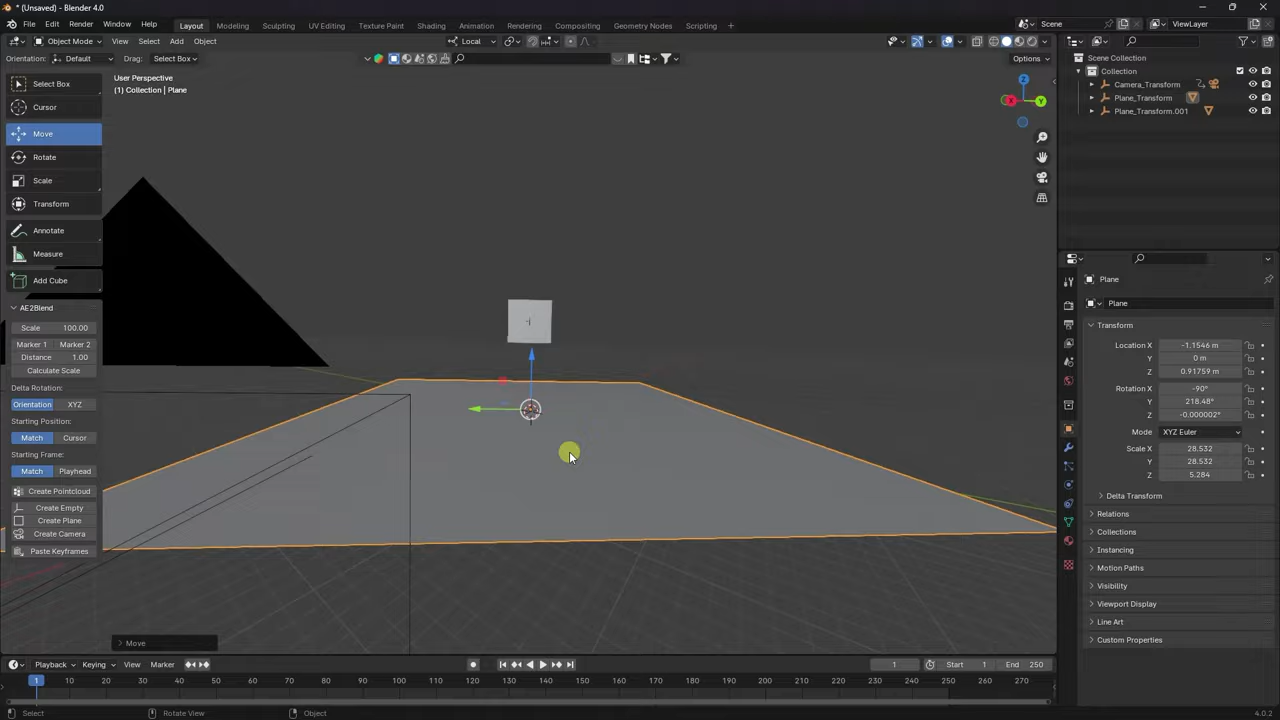 * (Unsaved) - Blender 4.0
File Edit Render Window Help Layout Modeling Sculpting UV Editing Texture Paint Shading Animation Rendering Compositing Geometry Nodes Scripting + Scene ViewLayer
Object Mode View Select Add Object Local
Orientation: Default Drag: Select Box Options
User Perspective
(1) Collection | Plane
Select Box
Cursor
Move
Rotate
Scale
Transform
Annotate
Measure
Add Cube
AE2Blend
Scale 100.00
Marker 1 Marker 2
Distance 1.00
Calculate Scale
Delta Rotation:
Orientation XYZ
Starting Position:
Match Cursor
Starting Frame:
Match Playhead
Create Pointcloud
Create Empty
Create Plane
Create Camera
Paste Keyframes
Move
Z
X Y
Scene Collection
Collection
Camera_Transform
Plane_Transform
Plane_Transform.001
Plane
Plane
Transform
Location X -1.1546 m
Y 0 m
Z 0.91759 m
Rotation X -90°
Y 218.48°
Z -0.000002°
Mode XYZ Euler
Scale X 28.532
Y 28.532
Z 5.284
Delta Transform
Relations
Collections
Instancing
Motion Paths
Visibility
Viewport Display
Line Art
Custom Properties
Playback Keying View Marker 1 Start 1 End 250
1 10 20 30 40 50 60 70 80 90 100 110 120 130 140 150 160 170 180 190 200 210 220 230 240 250 260 270
Select Rotate View Object 4.0.2